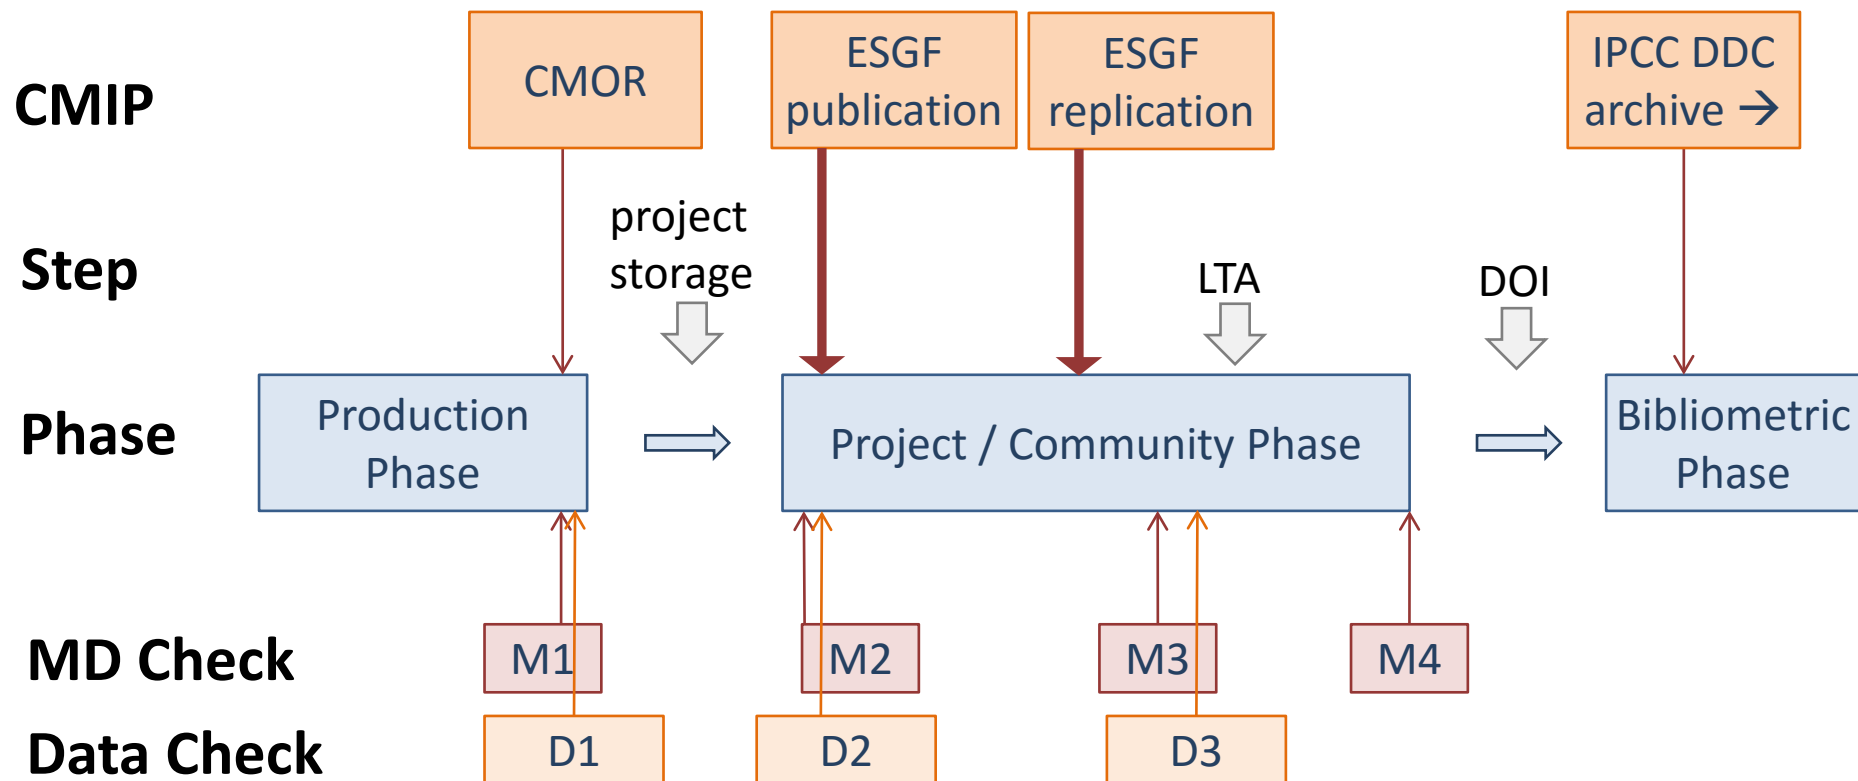 CMIP
CMOR
ESGF
publication
ESGF
replication
IPCC DDC
archive →
Step
project
storage
LTA
DOI
Phase
Production
Phase
Project / Community Phase
Bibliometric
Phase
MD Check
M1
M2
M3
M4
Data Check
D1
D2
D3